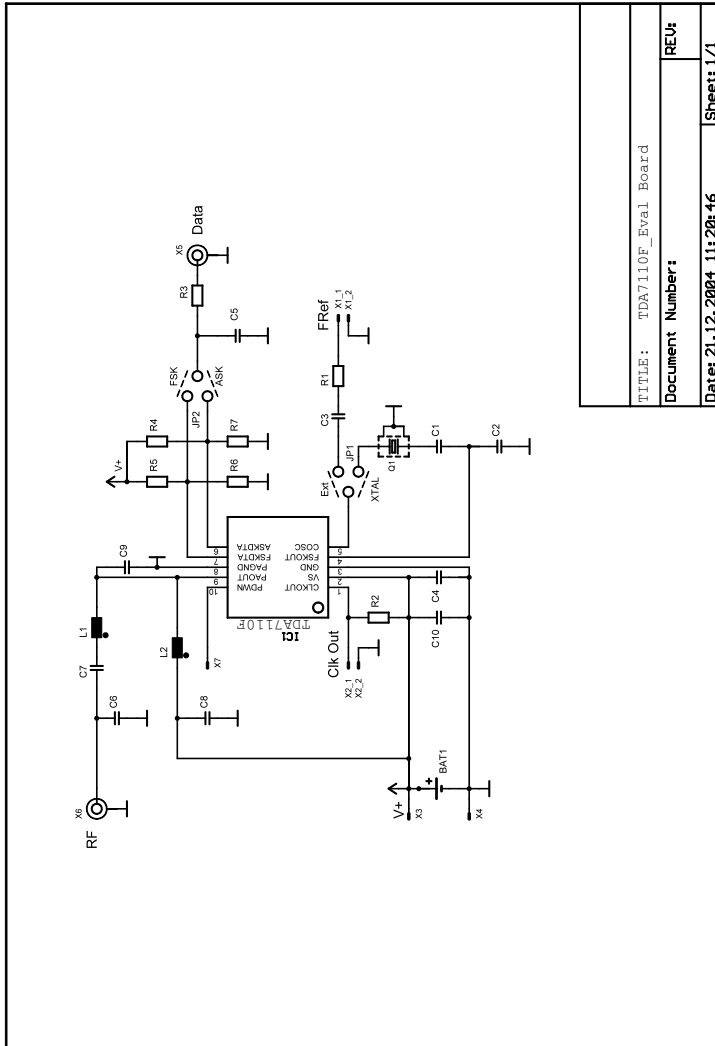 X5
Data
R3
C5
FSK
ASK
JP2
FRef
X1_1
X1_2
R1
C3
V+
R4
R5
R7
R6
Ext
JP1
XTAL
Q1
C1
C2
C9
6
7
8
9
10
ASKDTA
FSKDTA
PAGND
PAOUT
PDWN
COSC
FSKOUT
GND
VS
CLKOUT
5
4
3
2
1
TDA7110F
IC1
L1
L2
C7
C6
C8
X7
Clk Out
X2_1
X2_2
R2
C4
C10
X6
RF
V+
X3
BAT1
X4
TITLE: TDA7110F_Eval Board
Document Number:
REV:
Date: 21.12.2004 11:20:46
Sheet: 1/1